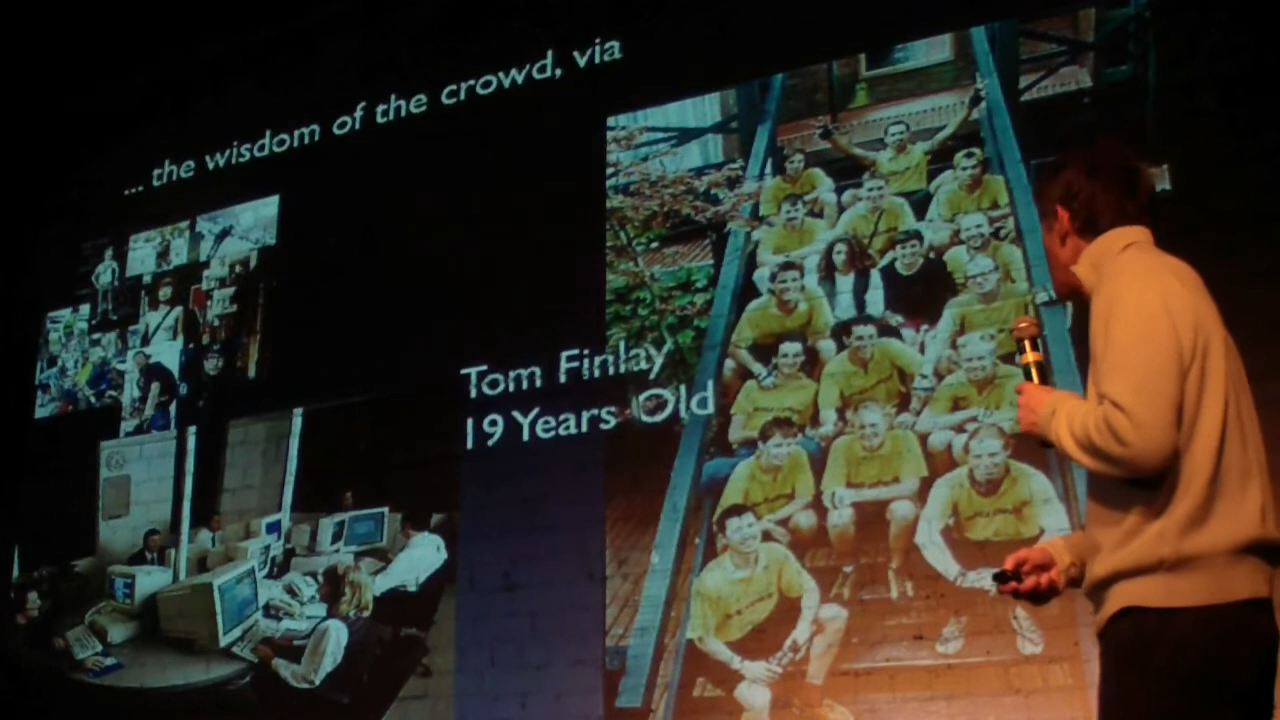 ... the wisdom of the crowd, via
Tom Finlay
19 Years Old